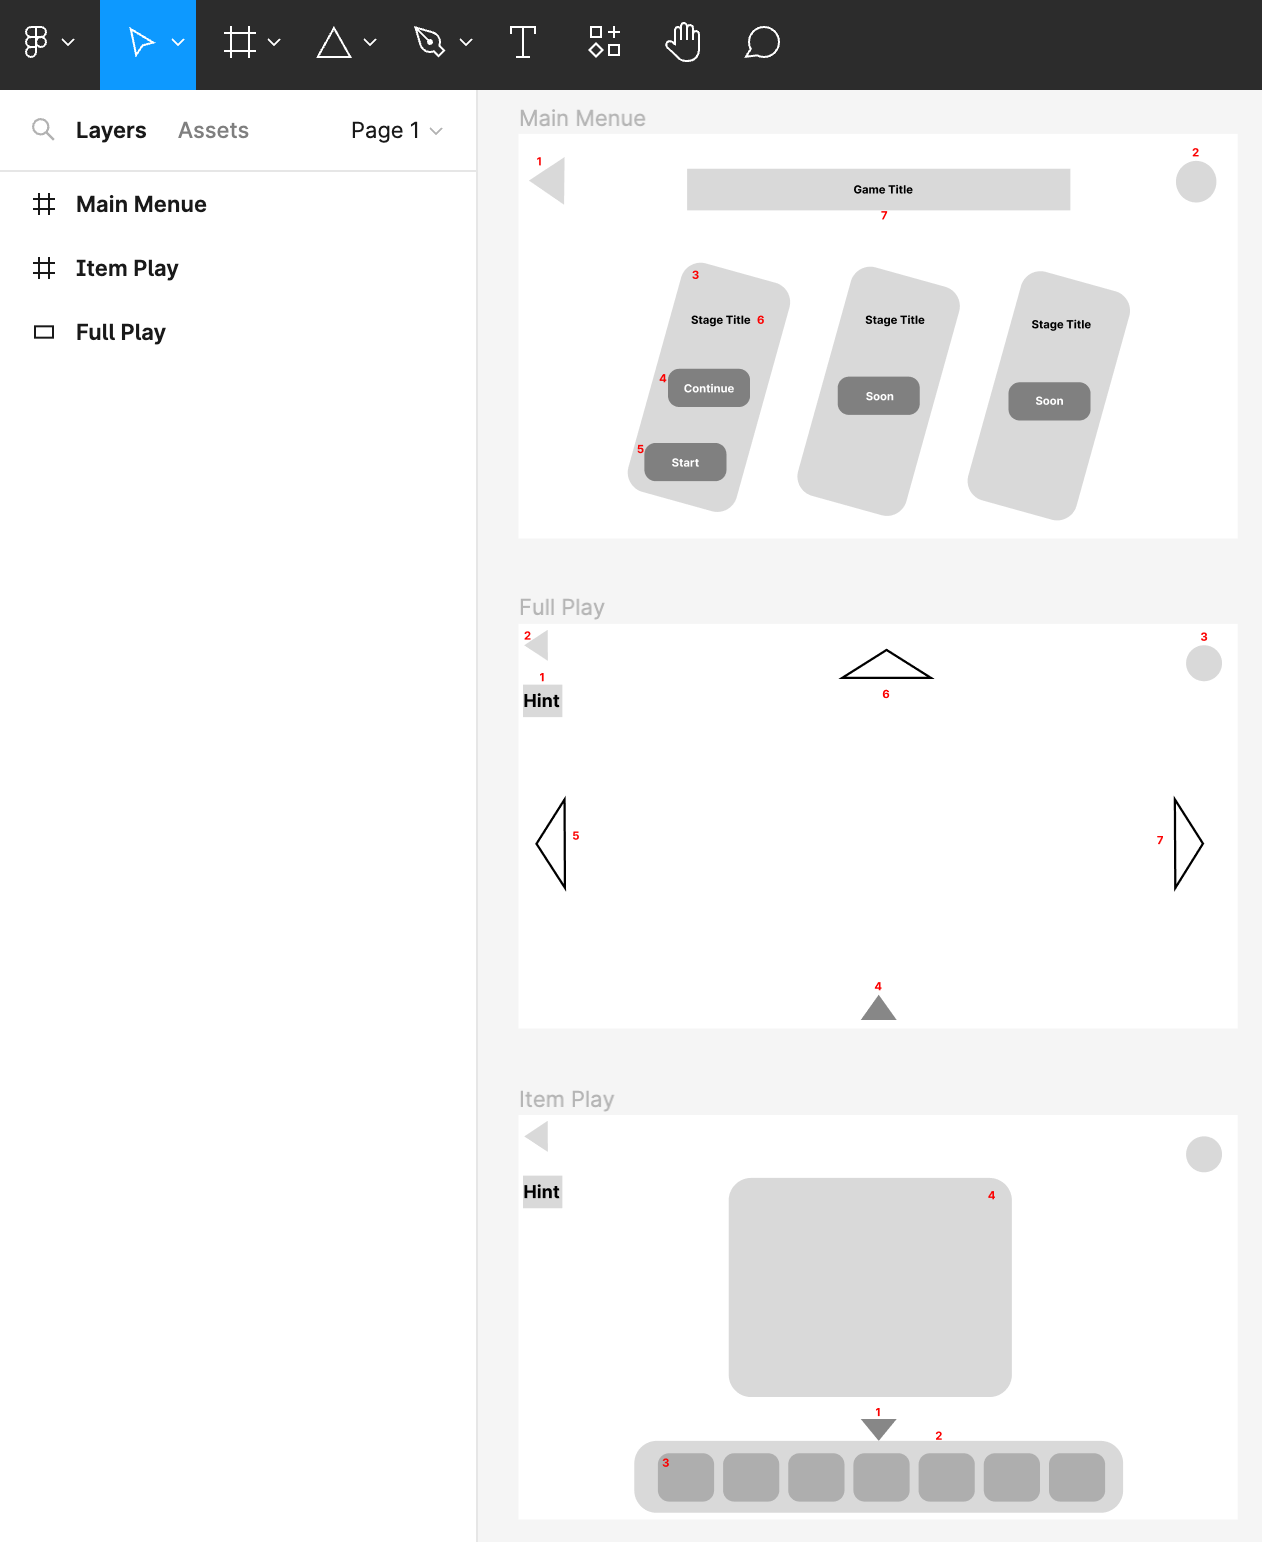 Layers Assets Page 1
Main Menue
Item Play
Full Play
Main Menue
1
2
Game Title
7
3
Stage Title 6
Stage Title
Stage Title
4 Continue
Soon
Soon
5 Start
Full Play
2
3
1
Hint
6
5
7
4
Item Play
Hint
4
1
2
3